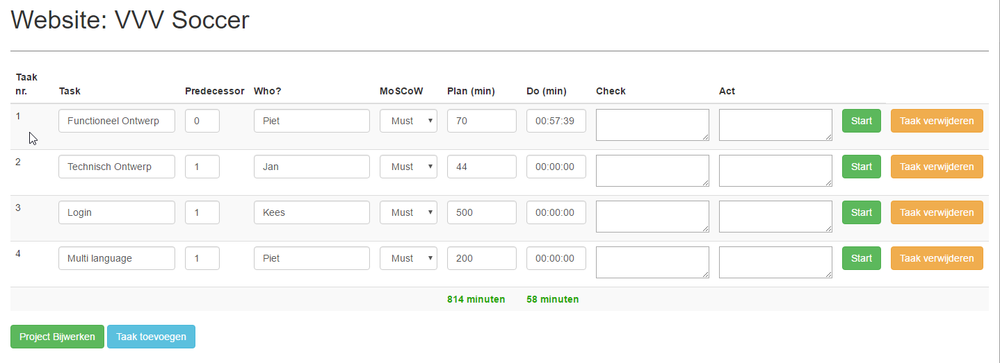 Website: VVV Soccer
Taak nr. Task Predecessor Who? MoSCoW Plan (min) Do (min) Check Act
1 Functioneel Ontwerp 0 Piet Must 70 00:57:39 Start Taak verwijderen
2 Technisch Ontwerp 1 Jan Must 44 00:00:00 Start Taak verwijderen
3 Login 1 Kees Must 500 00:00:00 Start Taak verwijderen
4 Multi language 1 Piet Must 200 00:00:00 Start Taak verwijderen
814 minuten 58 minuten
Project Bijwerken Taak toevoegen